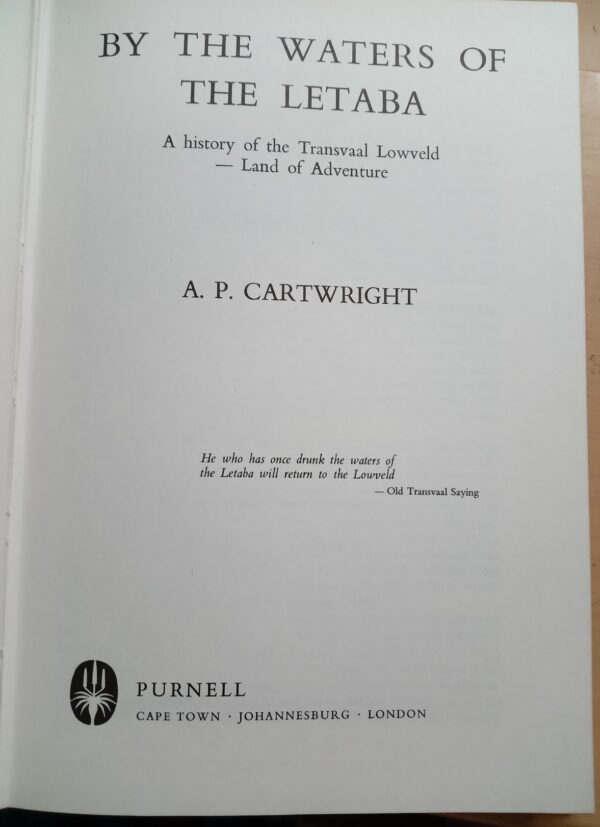 BY THE WATERS OF
THE LETABA
A history of the Transvaal Lowveld
— Land of Adventure
A. P. CARTWRIGHT
He who has once drunk the waters of
the Letaba will return to the Lowveld
— Old Transvaal Saying
PURNELL
CAPE TOWN · JOHANNESBURG · LONDON